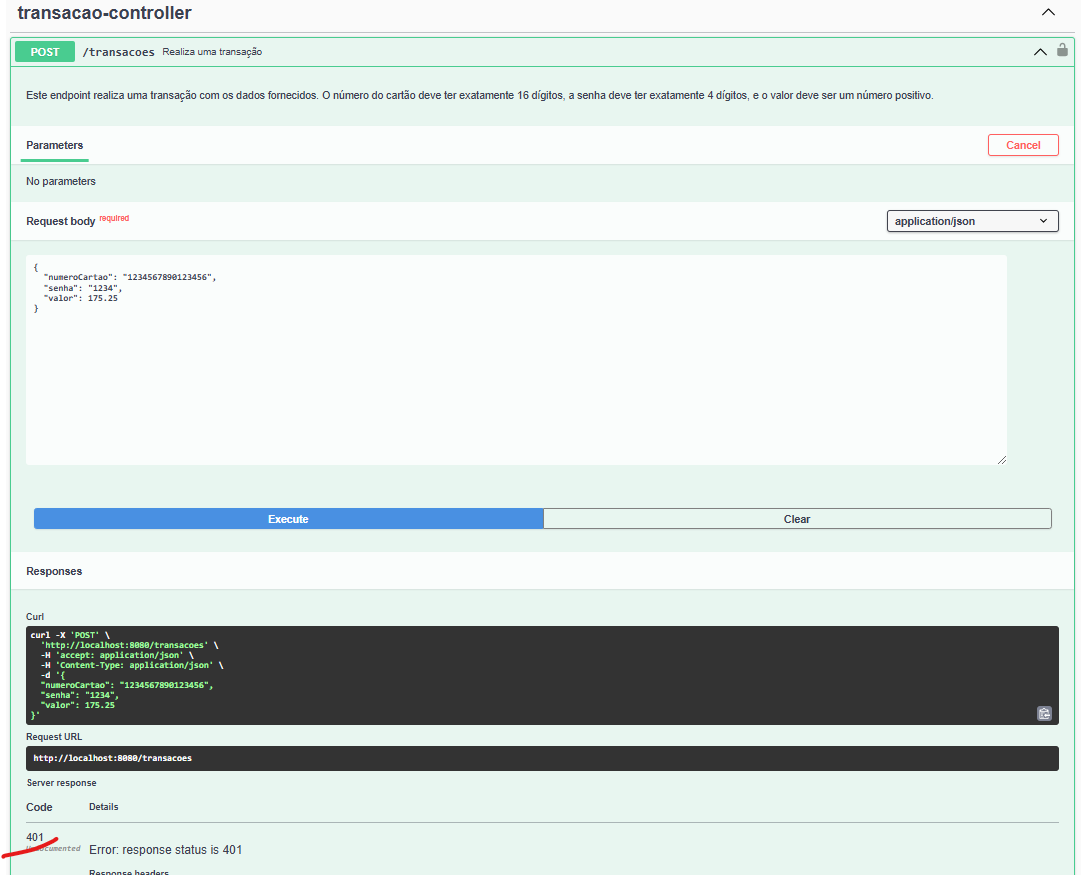 transacao-controller
POST /transacoes Realiza uma transação
Este endpoint realiza uma transação com os dados fornecidos. O número do cartão deve ter exatamente 16 dígitos, a senha deve ter exatamente 4 dígitos, e o valor deve ser um número positivo.
Parameters Cancel
No parameters
Request body required application/json
{
"numeroCartao": "1234567890123456",
"senha": "1234",
"valor": 175.25
}
Execute Clear
Responses
Curl
curl -X 'POST' \
'http://localhost:8080/transacoes' \
-H 'accept: application/json' \
-H 'Content-Type: application/json' \
-d '{
"numeroCartao": "1234567890123456",
"senha": "1234",
"valor": 175.25
}'
Request URL
http://localhost:8080/transacoes
Server response
Code Details
401
Undocumented Error: response status is 401
Response headers